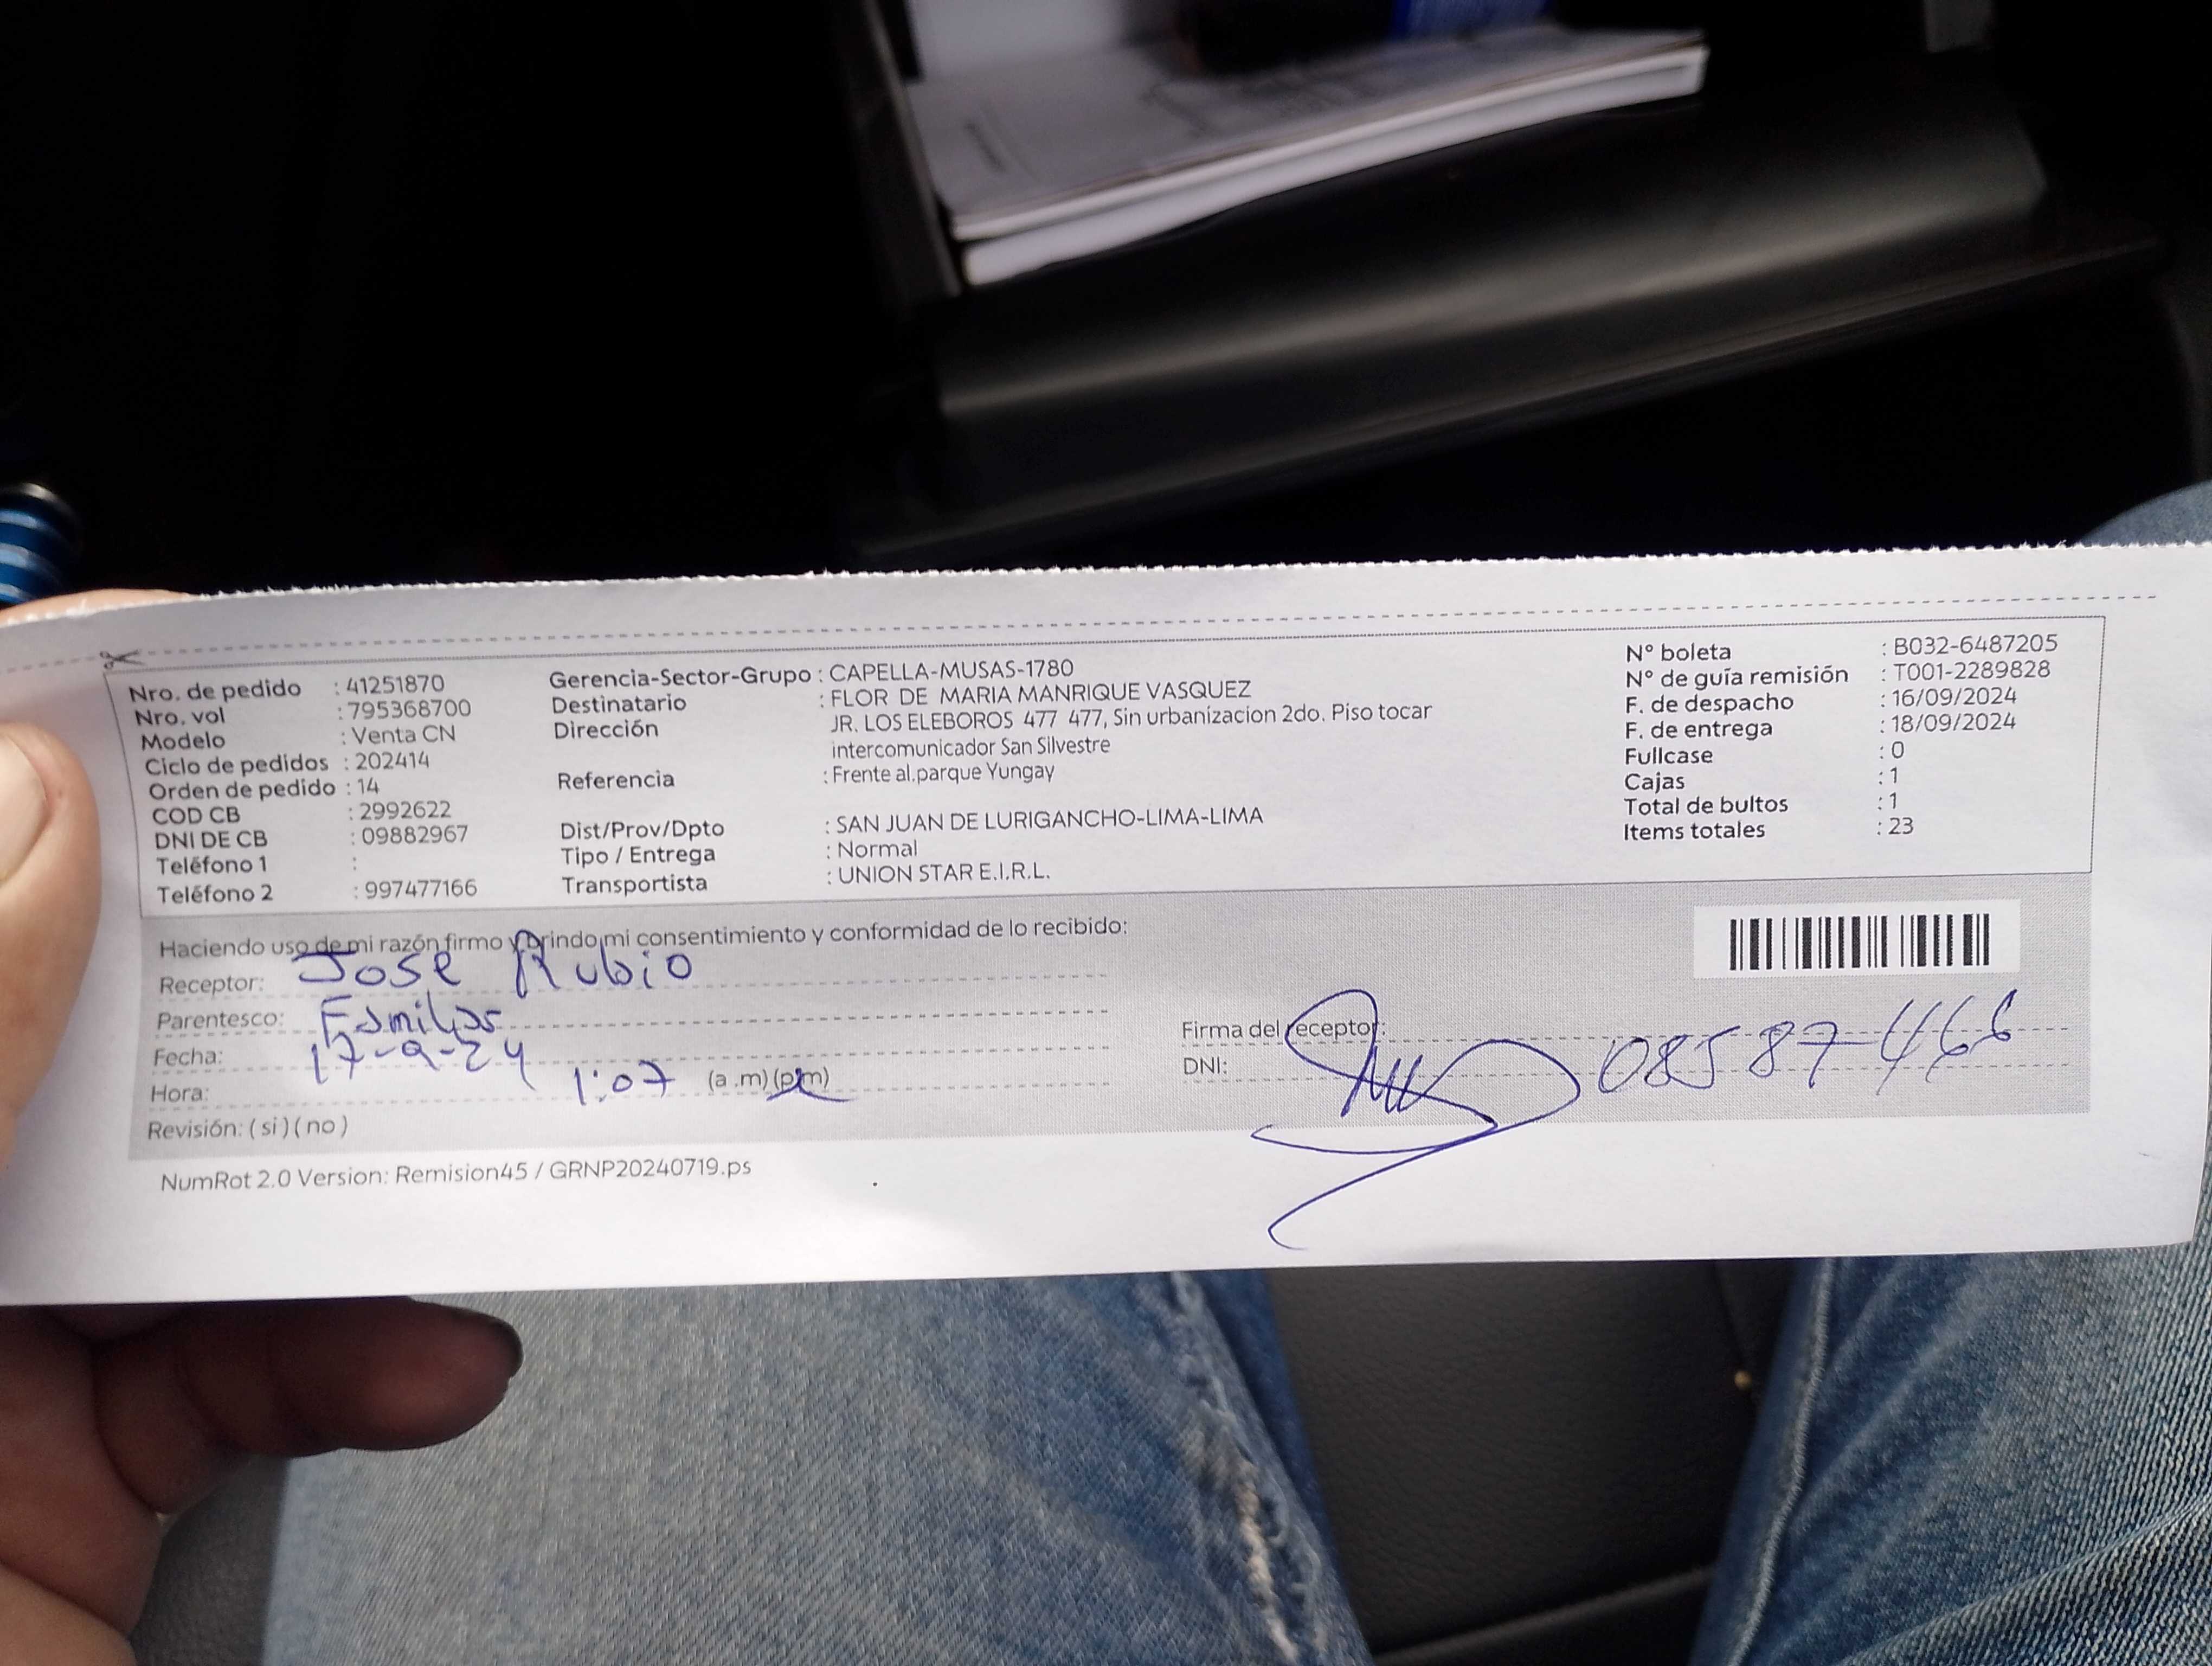 Nro. de pedido : 41251870
Nro. vol : 795368700
Modelo : Venta CN
Ciclo de pedidos : 202414
Orden de pedido : 14
COD CB : 2992622
DNI DE CB : 09882967
Teléfono 1 :
Teléfono 2 : 997477166
Gerencia-Sector-Grupo : CAPELLA-MUSAS-1780
Destinatario : FLOR DE MARIA MANRIQUE VASQUEZ
Dirección JR. LOS ELEBOROS 477 477, Sin urbanizacion 2do. Piso tocar
intercomunicador San Silvestre
Referencia : Frente al.parque Yungay
Dist/Prov/Dpto : SAN JUAN DE LURIGANCHO-LIMA-LIMA
Tipo / Entrega : Normal
Transportista : UNION STAR E.I.R.L.
N° boleta : B032-6487205
N° de guía remisión : T001-2289828
F. de despacho : 16/09/2024
F. de entrega : 18/09/2024
Fullcase : 0
Cajas : 1
Total de bultos : 1
Items totales : 23
Haciendo uso de mi razón firmo y brindo mi consentimiento y conformidad de lo recibido:
Receptor: Jose Rubio
Parentesco: Familiar
Fecha: 17-9-24
Hora: 1:07 (a .m) (p.m)
Revisión: ( si ) ( no )
Firma del receptor:
DNI: 08587466
NumRot 2.0 Version: Remision45 / GRNP20240719.ps